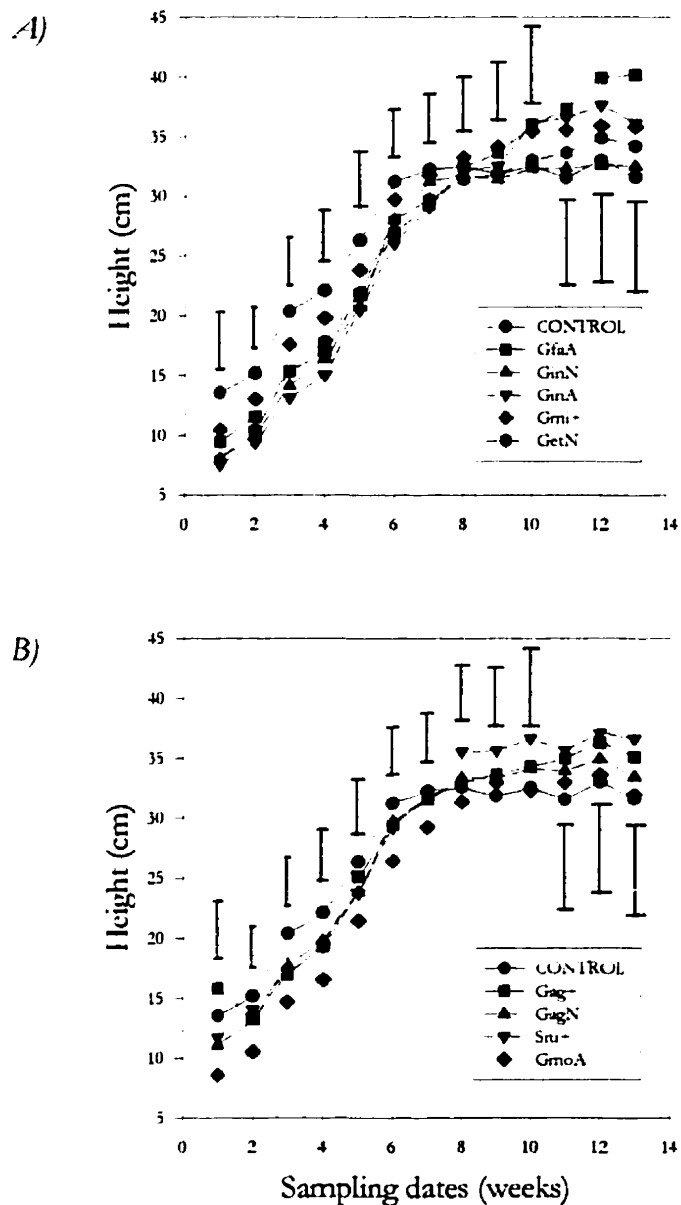 A)
45
40
35
30
25
20
15
10
5
Height (cm)
CONTROL
GfaA
GinN
GinA
Gmi+
GetN
0 2 4 6 8 10 12 14
B)
45
40
35
30
25
20
15
10
5
Height (cm)
CONTROL
Gag+
GagN
Sru+
GmoA
0 2 4 6 8 10 12 14
Sampling dates (weeks)